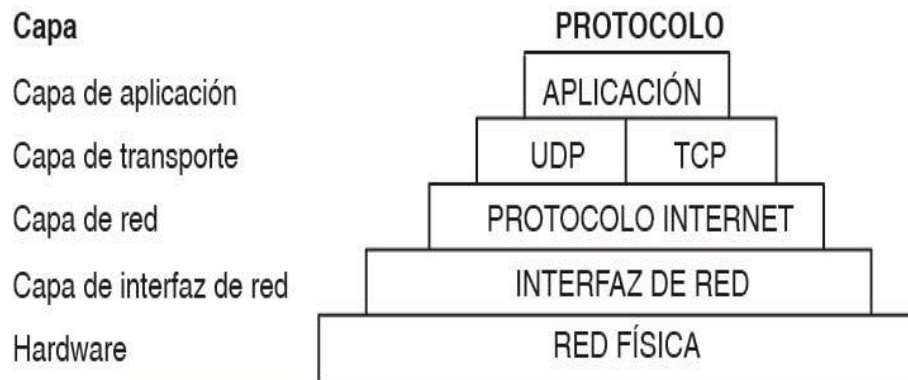 Capa PROTOCOLO
Capa de aplicación APLICACIÓN
Capa de transporte UDP TCP
Capa de red PROTOCOLO INTERNET
Capa de interfaz de red INTERFAZ DE RED
Hardware RED FÍSICA